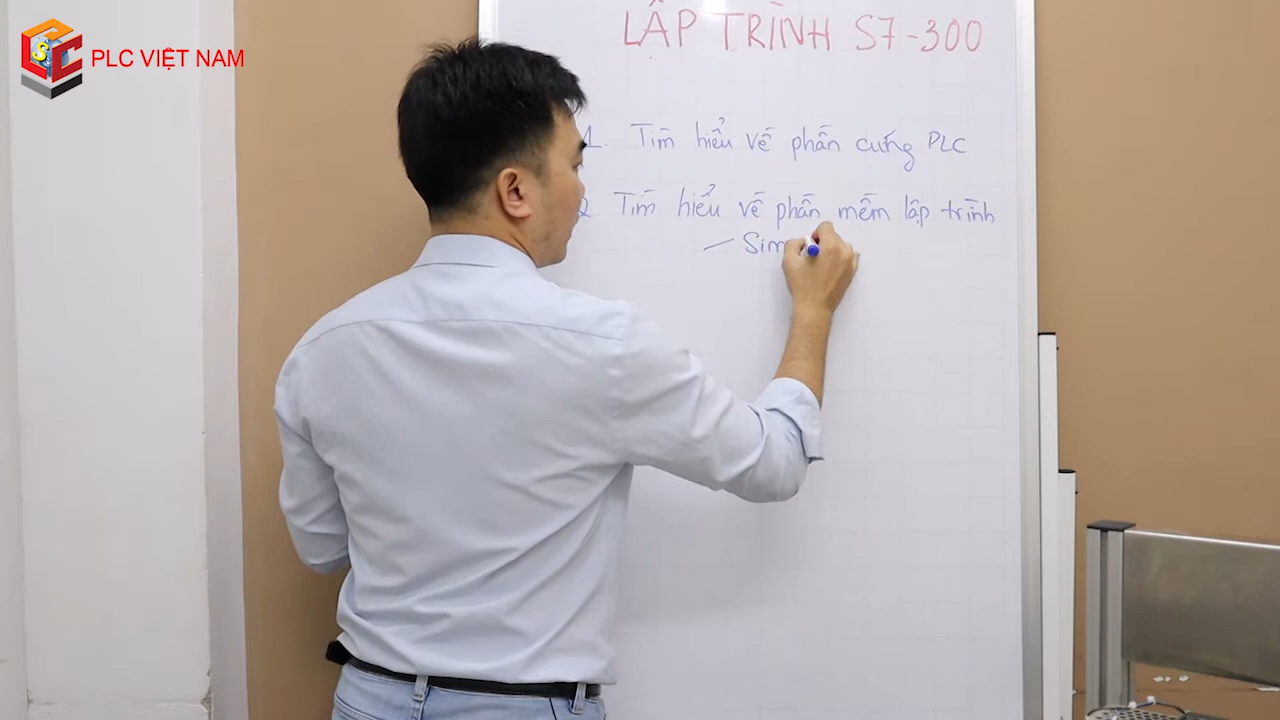 PLC VIỆT NAM
LẬP TRÌNH S7-300
1. Tìm hiểu về phần cứng PLC
2 Tìm hiểu về phần mềm lập trình
- Sim